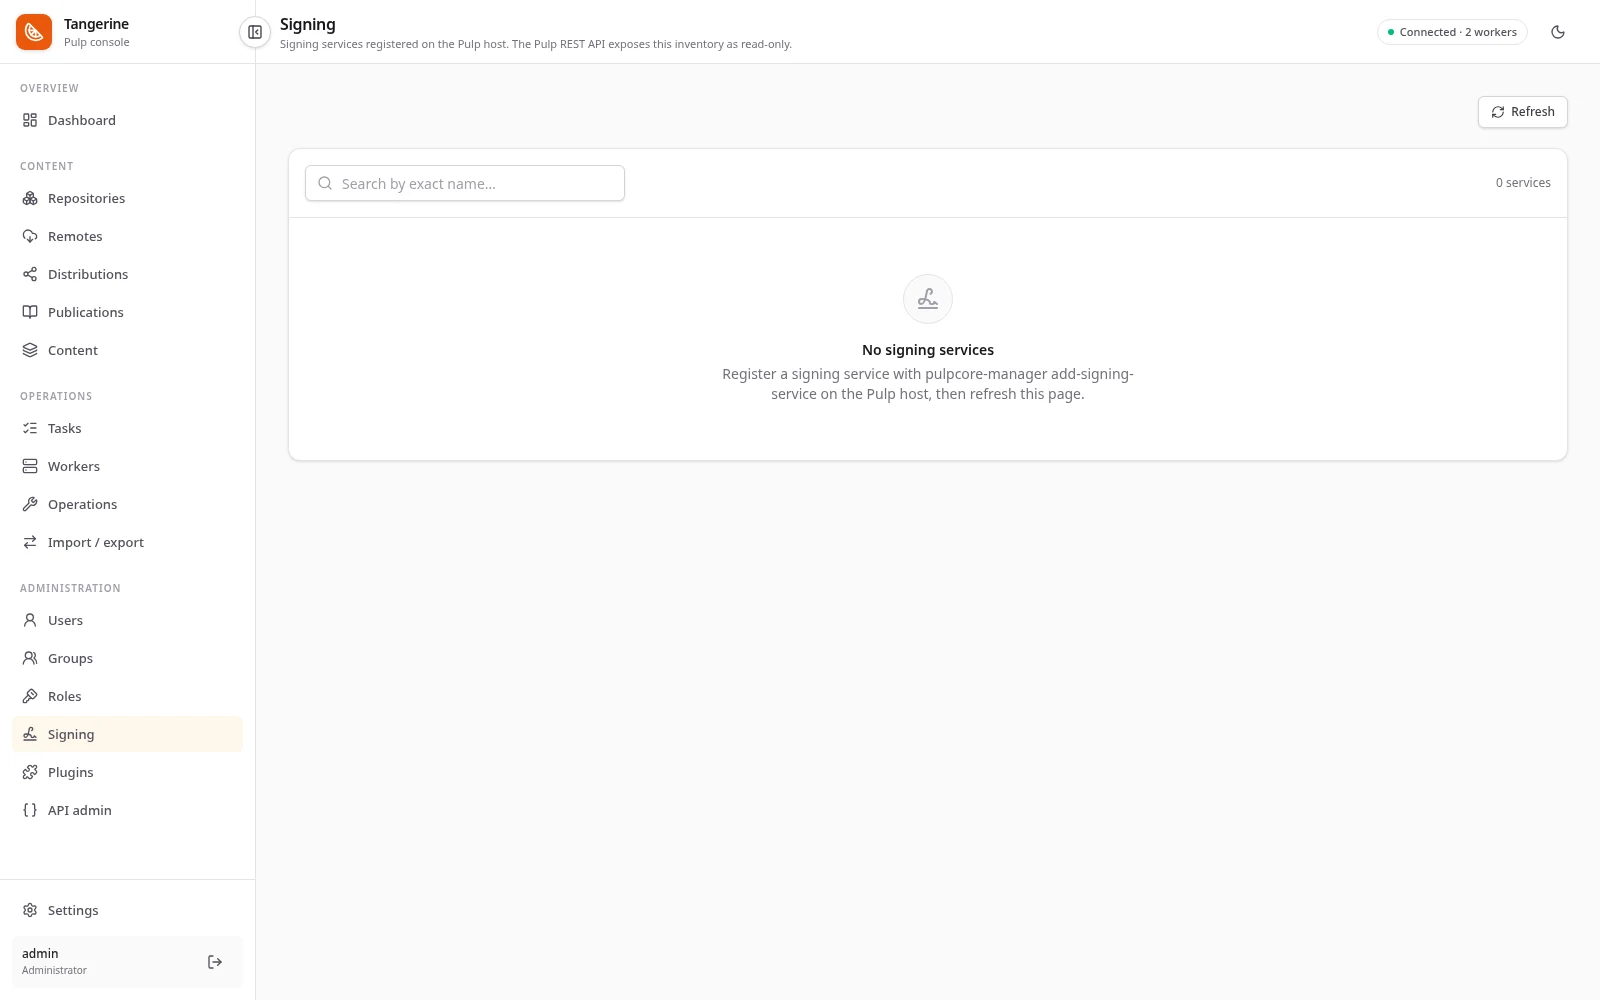 Tangerine
Pulp console
OVERVIEW
Dashboard
CONTENT
Repositories
Remotes
Distributions
Publications
Content
OPERATIONS
Tasks
Workers
Operations
Import / export
ADMINISTRATION
Users
Groups
Roles
Signing
Plugins
API admin
Settings
admin
Administrator
Signing
Signing services registered on the Pulp host. The Pulp REST API exposes this inventory as read-only.
Connected · 2 workers
Refresh
Search by exact name...
0 services
No signing services
Register a signing service with pulpcore-manager add-signing-
service on the Pulp host, then refresh this page.